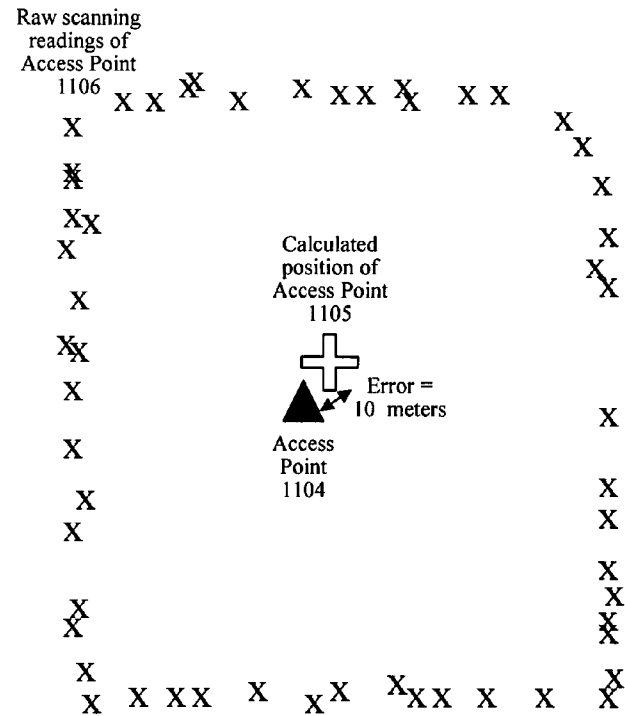 Raw scanning
readings of
Access Point
1106
Calculated
position of
Access Point
1105
Error =
10 meters
Access
Point
1104